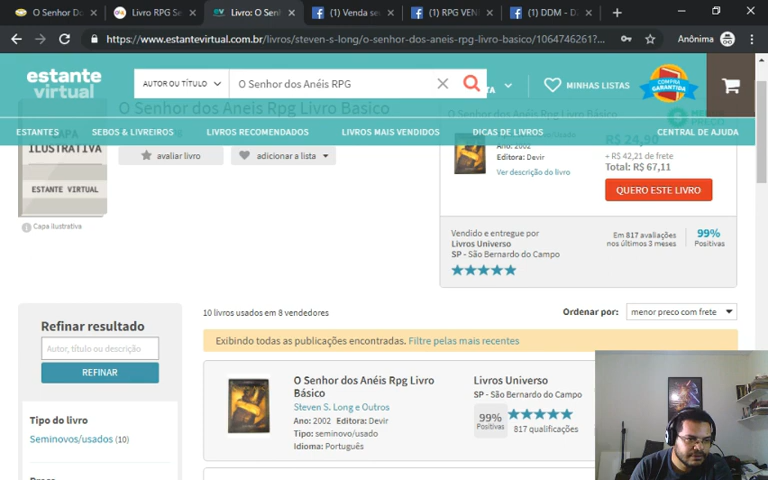 O Senhor Do
Livro RPG Se
Livro: O Sen
(1) Venda se
(1) RPG VEN
(1) DDM - D
https://www.estantevirtual.com.br/livros/steven-s-long/o-senhor-dos-aneis-rpg-livro-basico/1064746261?...
Anônima
estante
virtual
AUTOR OU TÍTULO
O Senhor dos Anéis RPG
MINHAS LISTAS
COMPRA
GARANTIDA
O Senhor dos Aneis Rpg Livro Basico
ESTANTES
SEBOS & LIVREIROS
LIVROS RECOMENDADOS
LIVROS MAIS VENDIDOS
DICAS DE LIVROS
CENTRAL DE AJUDA
CAPA
ILUSTRATIVA
ESTANTE VIRTUAL
Capa ilustrativa
avaliar livro
adicionar a lista
Ano: 2002
Editora: Devir
Ver descrição do livro
R$ 24,90
+ R$ 42,21 de frete
Total: R$ 67,11
QUERO ESTE LIVRO
Vendido e entregue por
Livros Universo
SP - São Bernardo do Campo
Em 817 avaliações
nos últimos 3 meses
99%
Positivas
10 livros usados em 8 vendedores
Ordenar por:
menor preco com frete
Exibindo todas as publicações encontradas. Filtre pelas mais recentes
Refinar resultado
Autor, título ou descrição
REFINAR
Tipo do livro
Seminovos/usados (10)
O Senhor dos Anéis Rpg Livro
Básico
Steven S. Long e Outros
Ano: 2002 Editora: Devir
Tipo: seminovo/usado
Idioma: Português
Livros Universo
SP - São Bernardo do Campo
99%
Positivas
817 qualificações